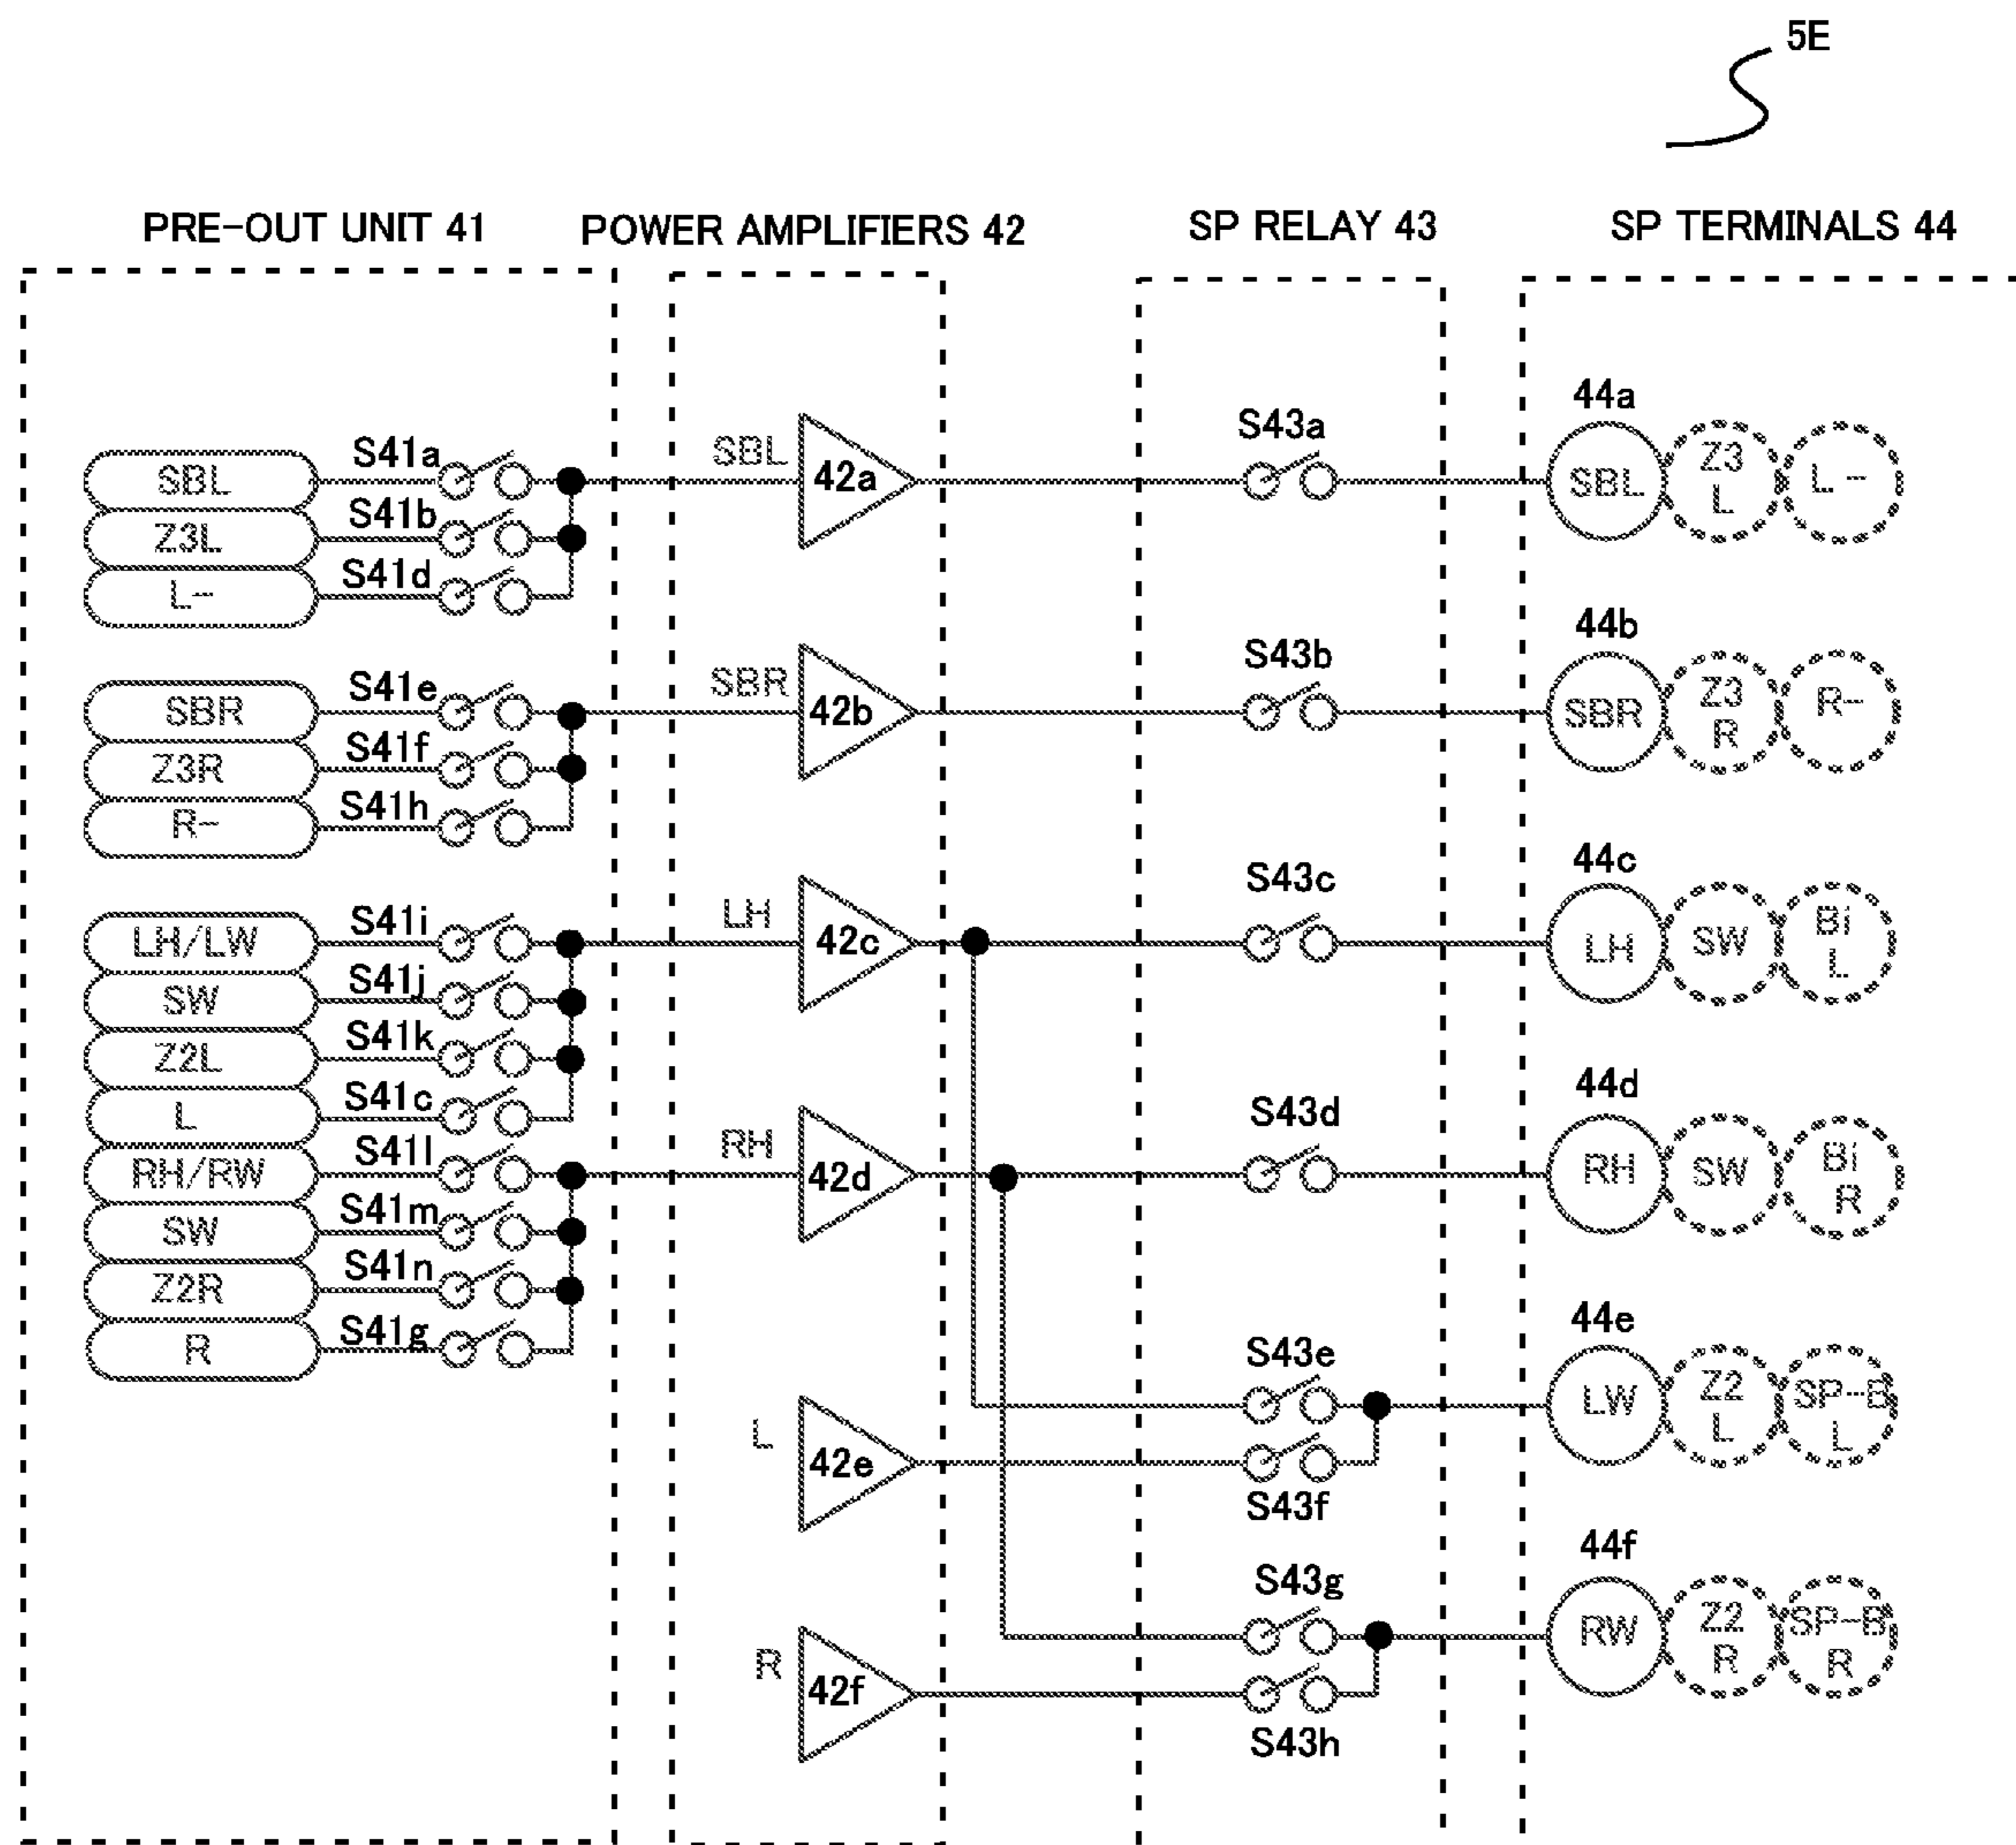 5E
PRE-OUT UNIT 41
POWER AMPLIFIERS 42
SP RELAY 43
SP TERMINALS 44
SBL
S41a
Z3L
S41b
L-
S41d
SBL
42a
S43a
44a
SBL
Z3
L
L-
SBR
S41e
Z3R
S41f
R-
S41h
SBR
42b
S43b
44b
SBR
Z3
R
R-
LH/LW
S41i
SW
S41j
Z2L
S41k
L
S41c
LH
42c
S43c
44c
LH
SW
Bi
L
RH/RW
S41l
SW
S41m
Z2R
S41n
R
S41g
RH
42d
S43d
44d
RH
SW
Bi
R
L
42e
S43e
S43f
44e
LW
Z2
L
SP-B
L
R
42f
S43g
S43h
44f
RW
Z2
R
SP-B
R